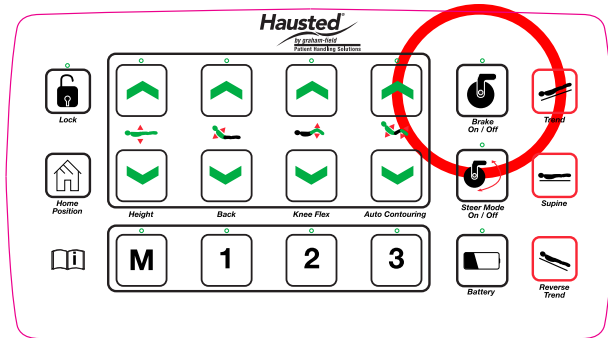 Hausted®
by graham-field
Patient Handling Solutions
Lock
Brake
On / Off
Trend
Home
Position
Height
Back
Knee Flex
Auto Contouring
Steer Mode
On / Off
Supine
i
M
1
2
3
Battery
Reverse
Trend